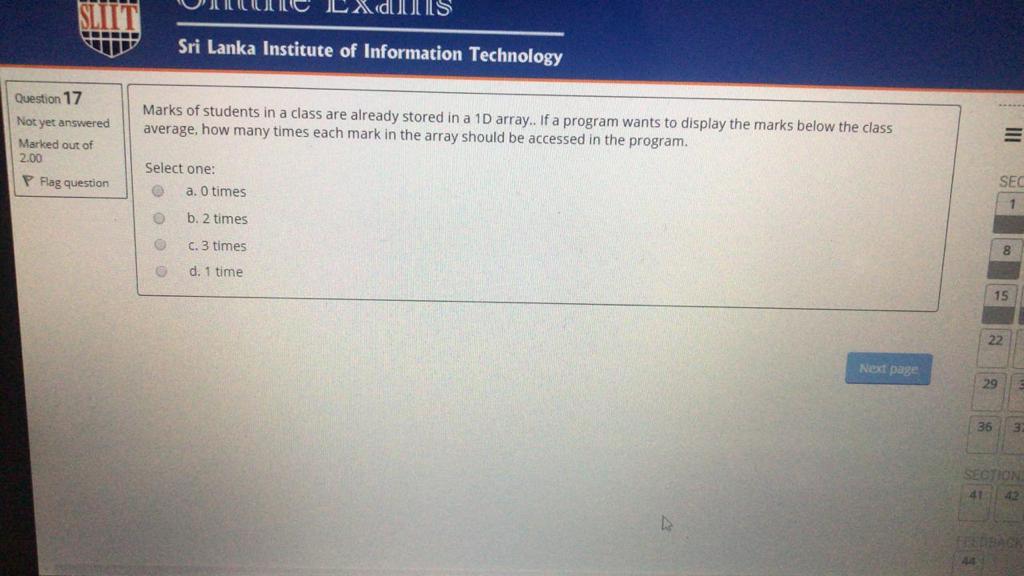 SLIIT
Online Exams
Sri Lanka Institute of Information Technology
Question 17
Not yet answered
Marked out of
2.00
Flag question
Marks of students in a class are already stored in a 1D array.. If a program wants to display the marks below the class
average, how many times each mark in the array should be accessed in the program.
Select one:
a. 0 times
b. 2 times
c. 3 times
d. 1 time
Next page
SEC
1
8
15
22
29 3
36 37
SECTION
41 42
FEEDBACK
44